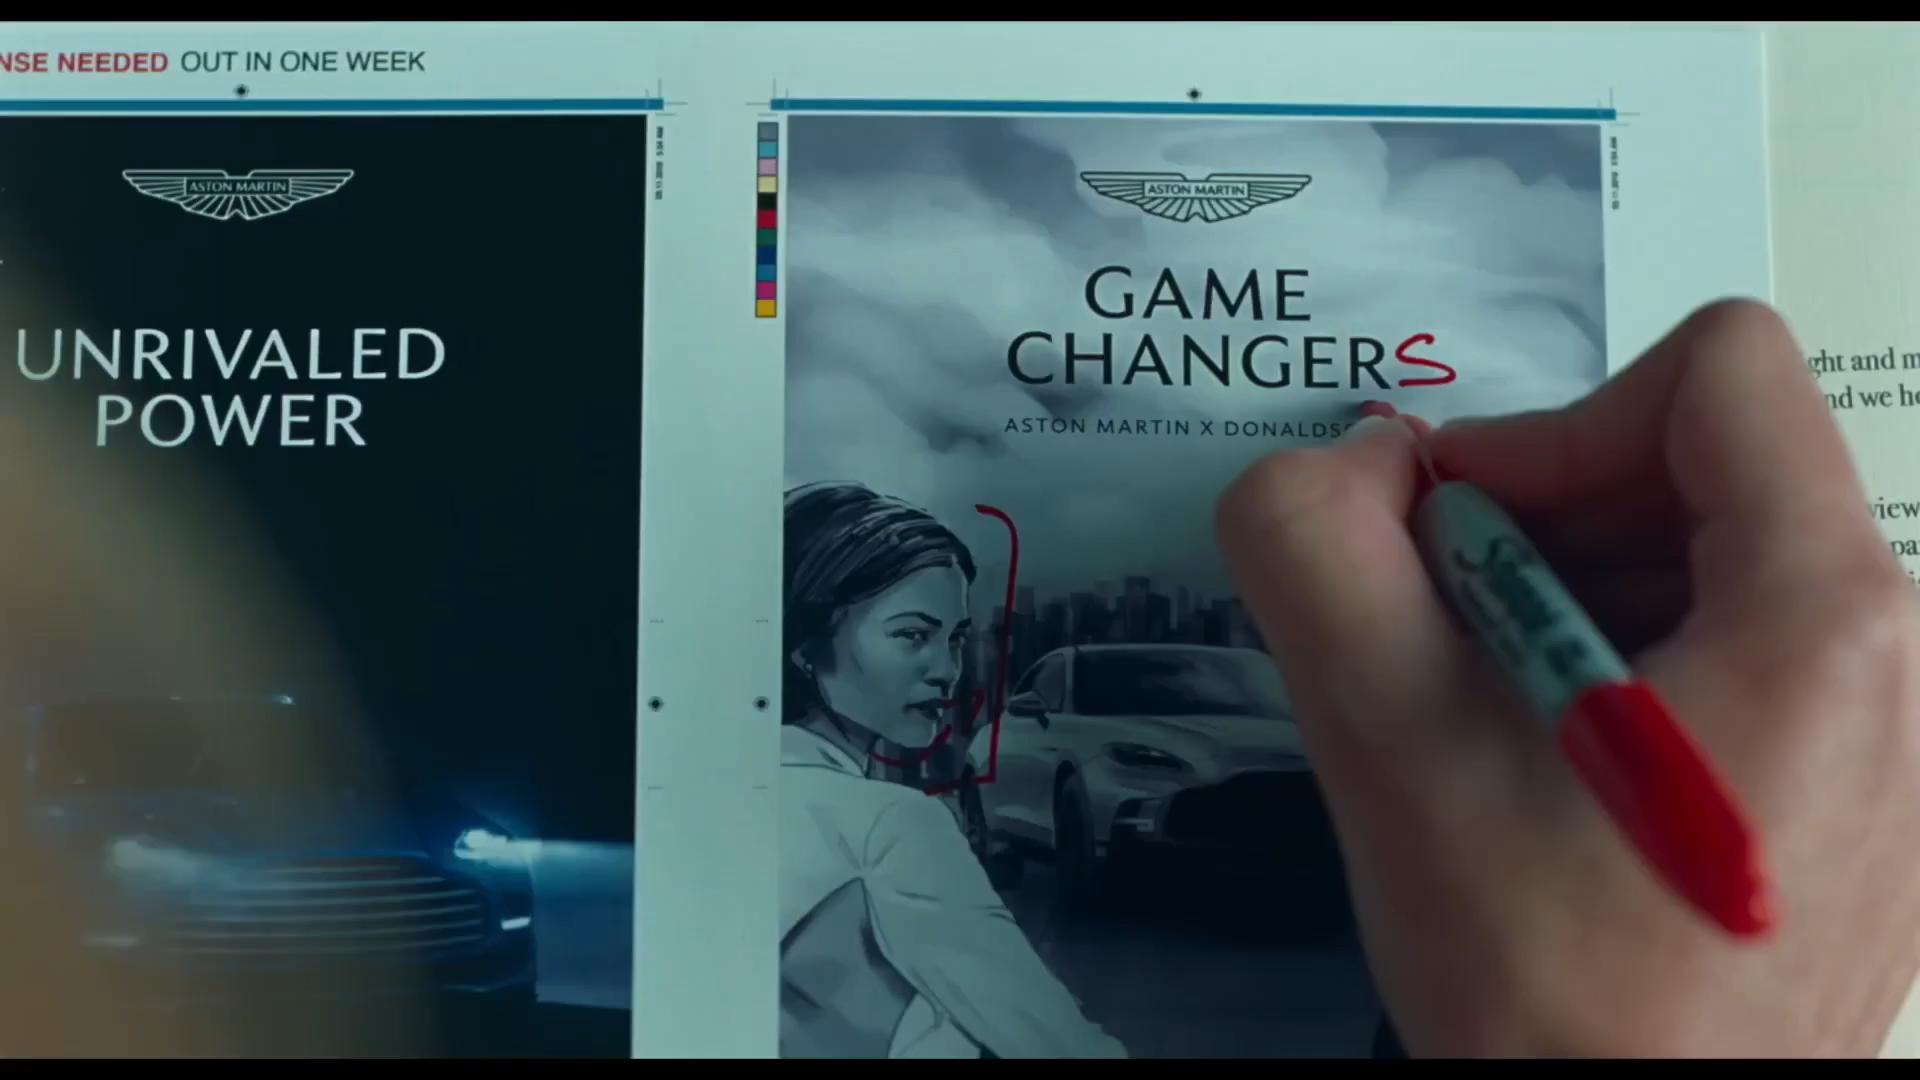 NSE NEEDED OUT IN ONE WEEK
ASTON MARTIN
UNRIVALED
POWER
ASTON MARTIN
GAME
CHANGERS
ASTON MARTIN X DONALDS
ght and m
nd we he
view